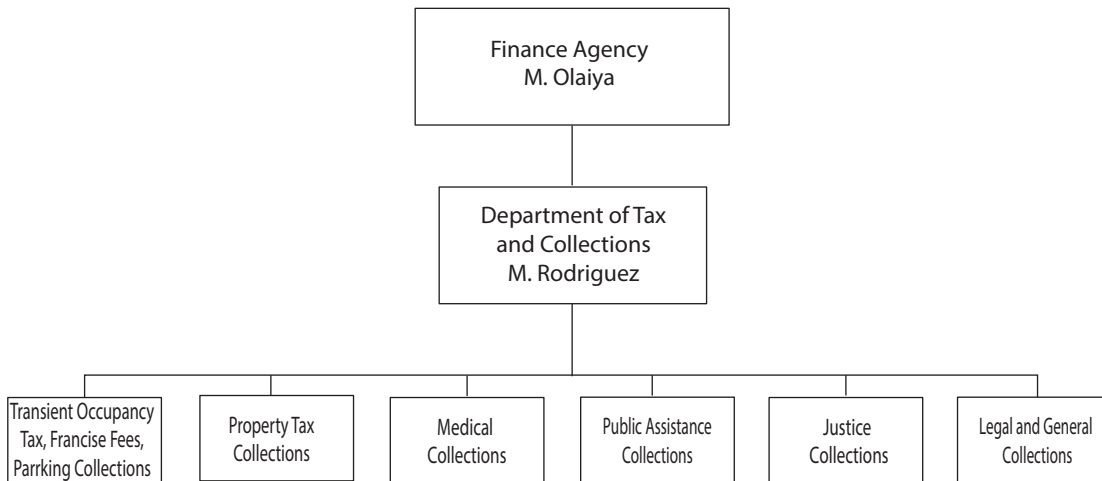 Finance Agency
M. Olaiya
Department of Tax
and Collections
M. Rodriguez
Transient Occupancy
Tax, Francise Fees,
Parrking Collections
Property Tax
Collections
Medical
Collections
Public Assistance
Collections
Justice
Collections
Legal and General
Collections